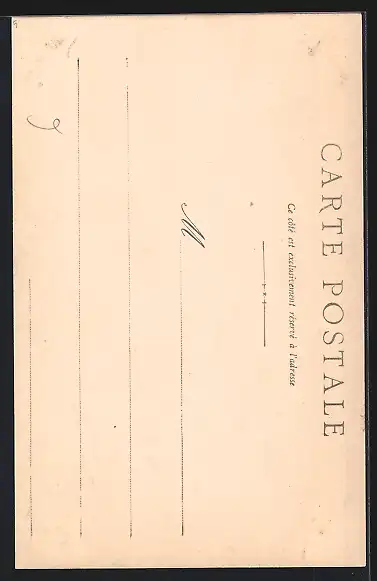 CARTE POSTALE
Ce côté est exclusivement réservé à l'adresse
M